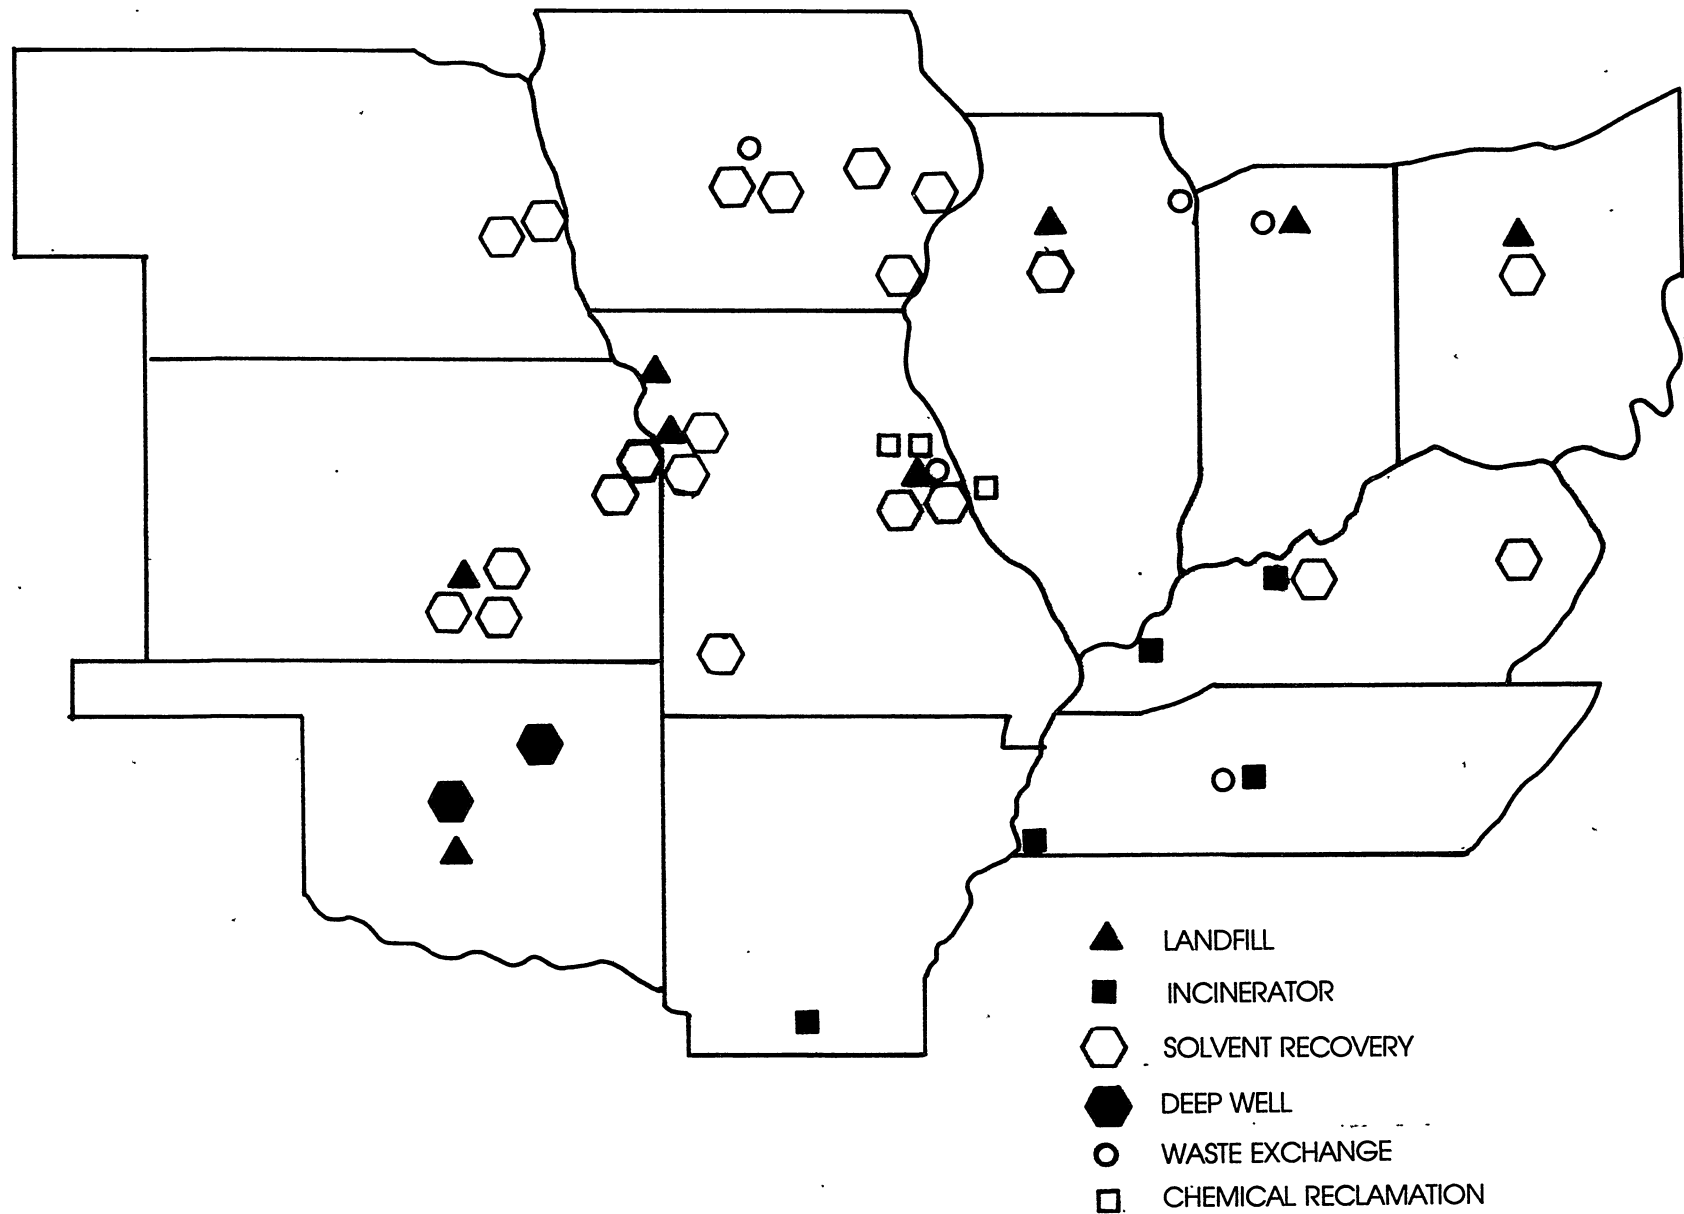 LANDFILL
INCINERATOR
SOLVENT RECOVERY
DEEP WELL
WASTE EXCHANGE
CHEMICAL RECLAMATION